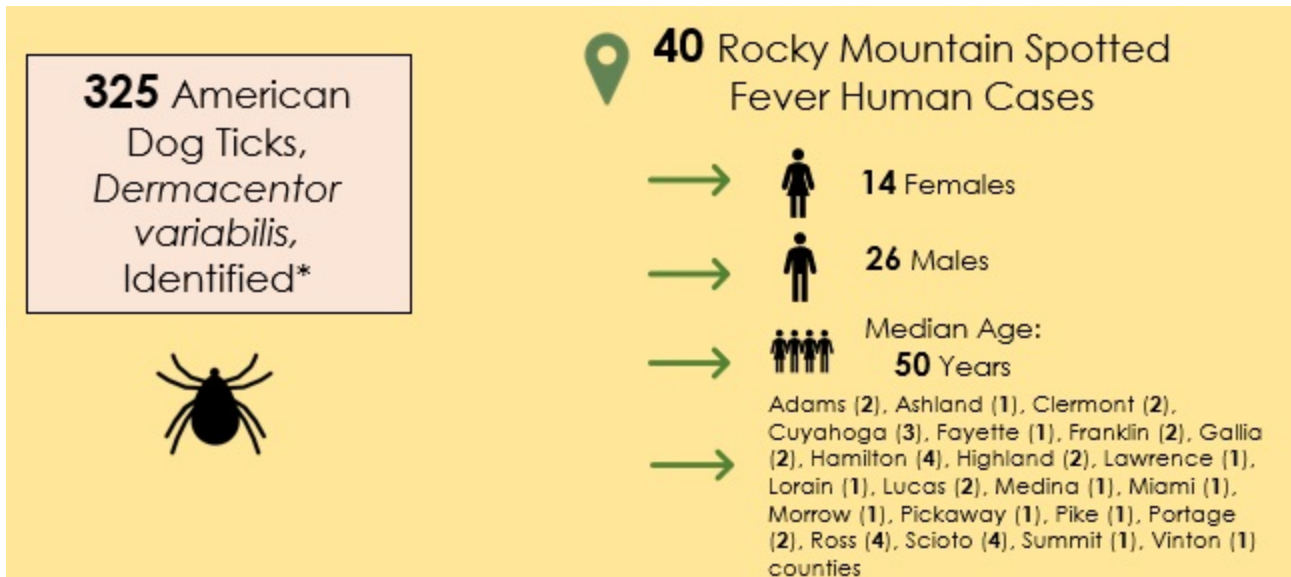 325 American
Dog Ticks,
Dermacentor
variabilis,
Identified*
40 Rocky Mountain Spotted
Fever Human Cases
14 Females
26 Males
Median Age:
50 Years
Adams (2), Ashland (1), Clermont (2),
Cuyahoga (3), Fayette (1), Franklin (2), Gallia
(2), Hamilton (4), Highland (2), Lawrence (1),
Lorain (1), Lucas (2), Medina (1), Miami (1),
Morrow (1), Pickaway (1), Pike (1), Portage
(2), Ross (4), Scioto (4), Summit (1), Vinton (1)
counties